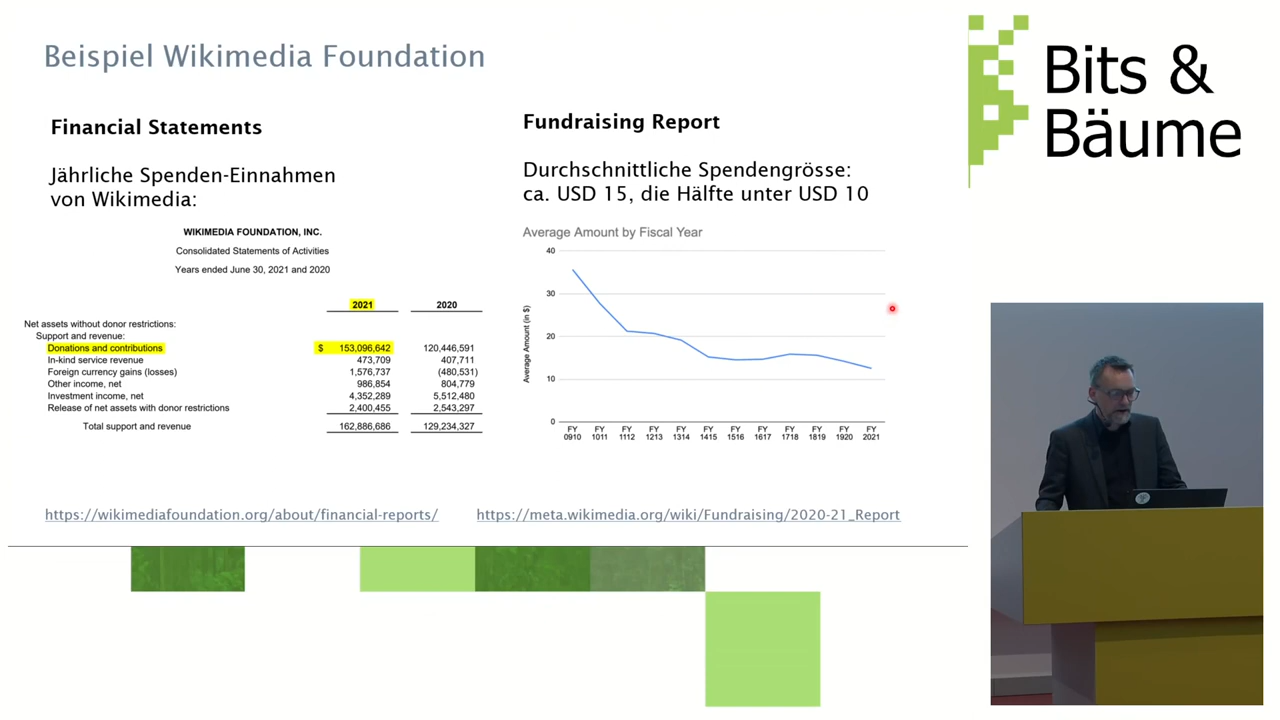 Beispiel Wikimedia Foundation
Bits &
Bäume
Financial Statements
Jährliche Spenden-Einnahmen
von Wikimedia:
WIKIMEDIA FOUNDATION, INC.
Consolidated Statements of Activities
Years ended June 30, 2021 and 2020
2021 2020
Net assets without donor restrictions:
Support and revenue:
Donations and contributions $ 153,096,642 120,446,591
In-kind service revenue 473,709 407,711
Foreign currency gains (losses) 1,576,737 (480,531)
Other income, net 986,854 804,779
Investment income, net 4,352,289 5,512,480
Release of net assets with donor restrictions 2,400,455 2,543,297
Total support and revenue 162,886,686 129,234,327
https://wikimediafoundation.org/about/financial-reports/
Fundraising Report
Durchschnittliche Spendengrösse:
ca. USD 15, die Hälfte unter USD 10
Average Amount by Fiscal Year
Average Amount (in $)
40
30
20
10
0
FY FY FY FY FY FY FY FY FY FY FY FY
0910 1011 1112 1213 1314 1415 1516 1617 1718 1819 1920 2021
https://meta.wikimedia.org/wiki/Fundraising/2020-21_Report